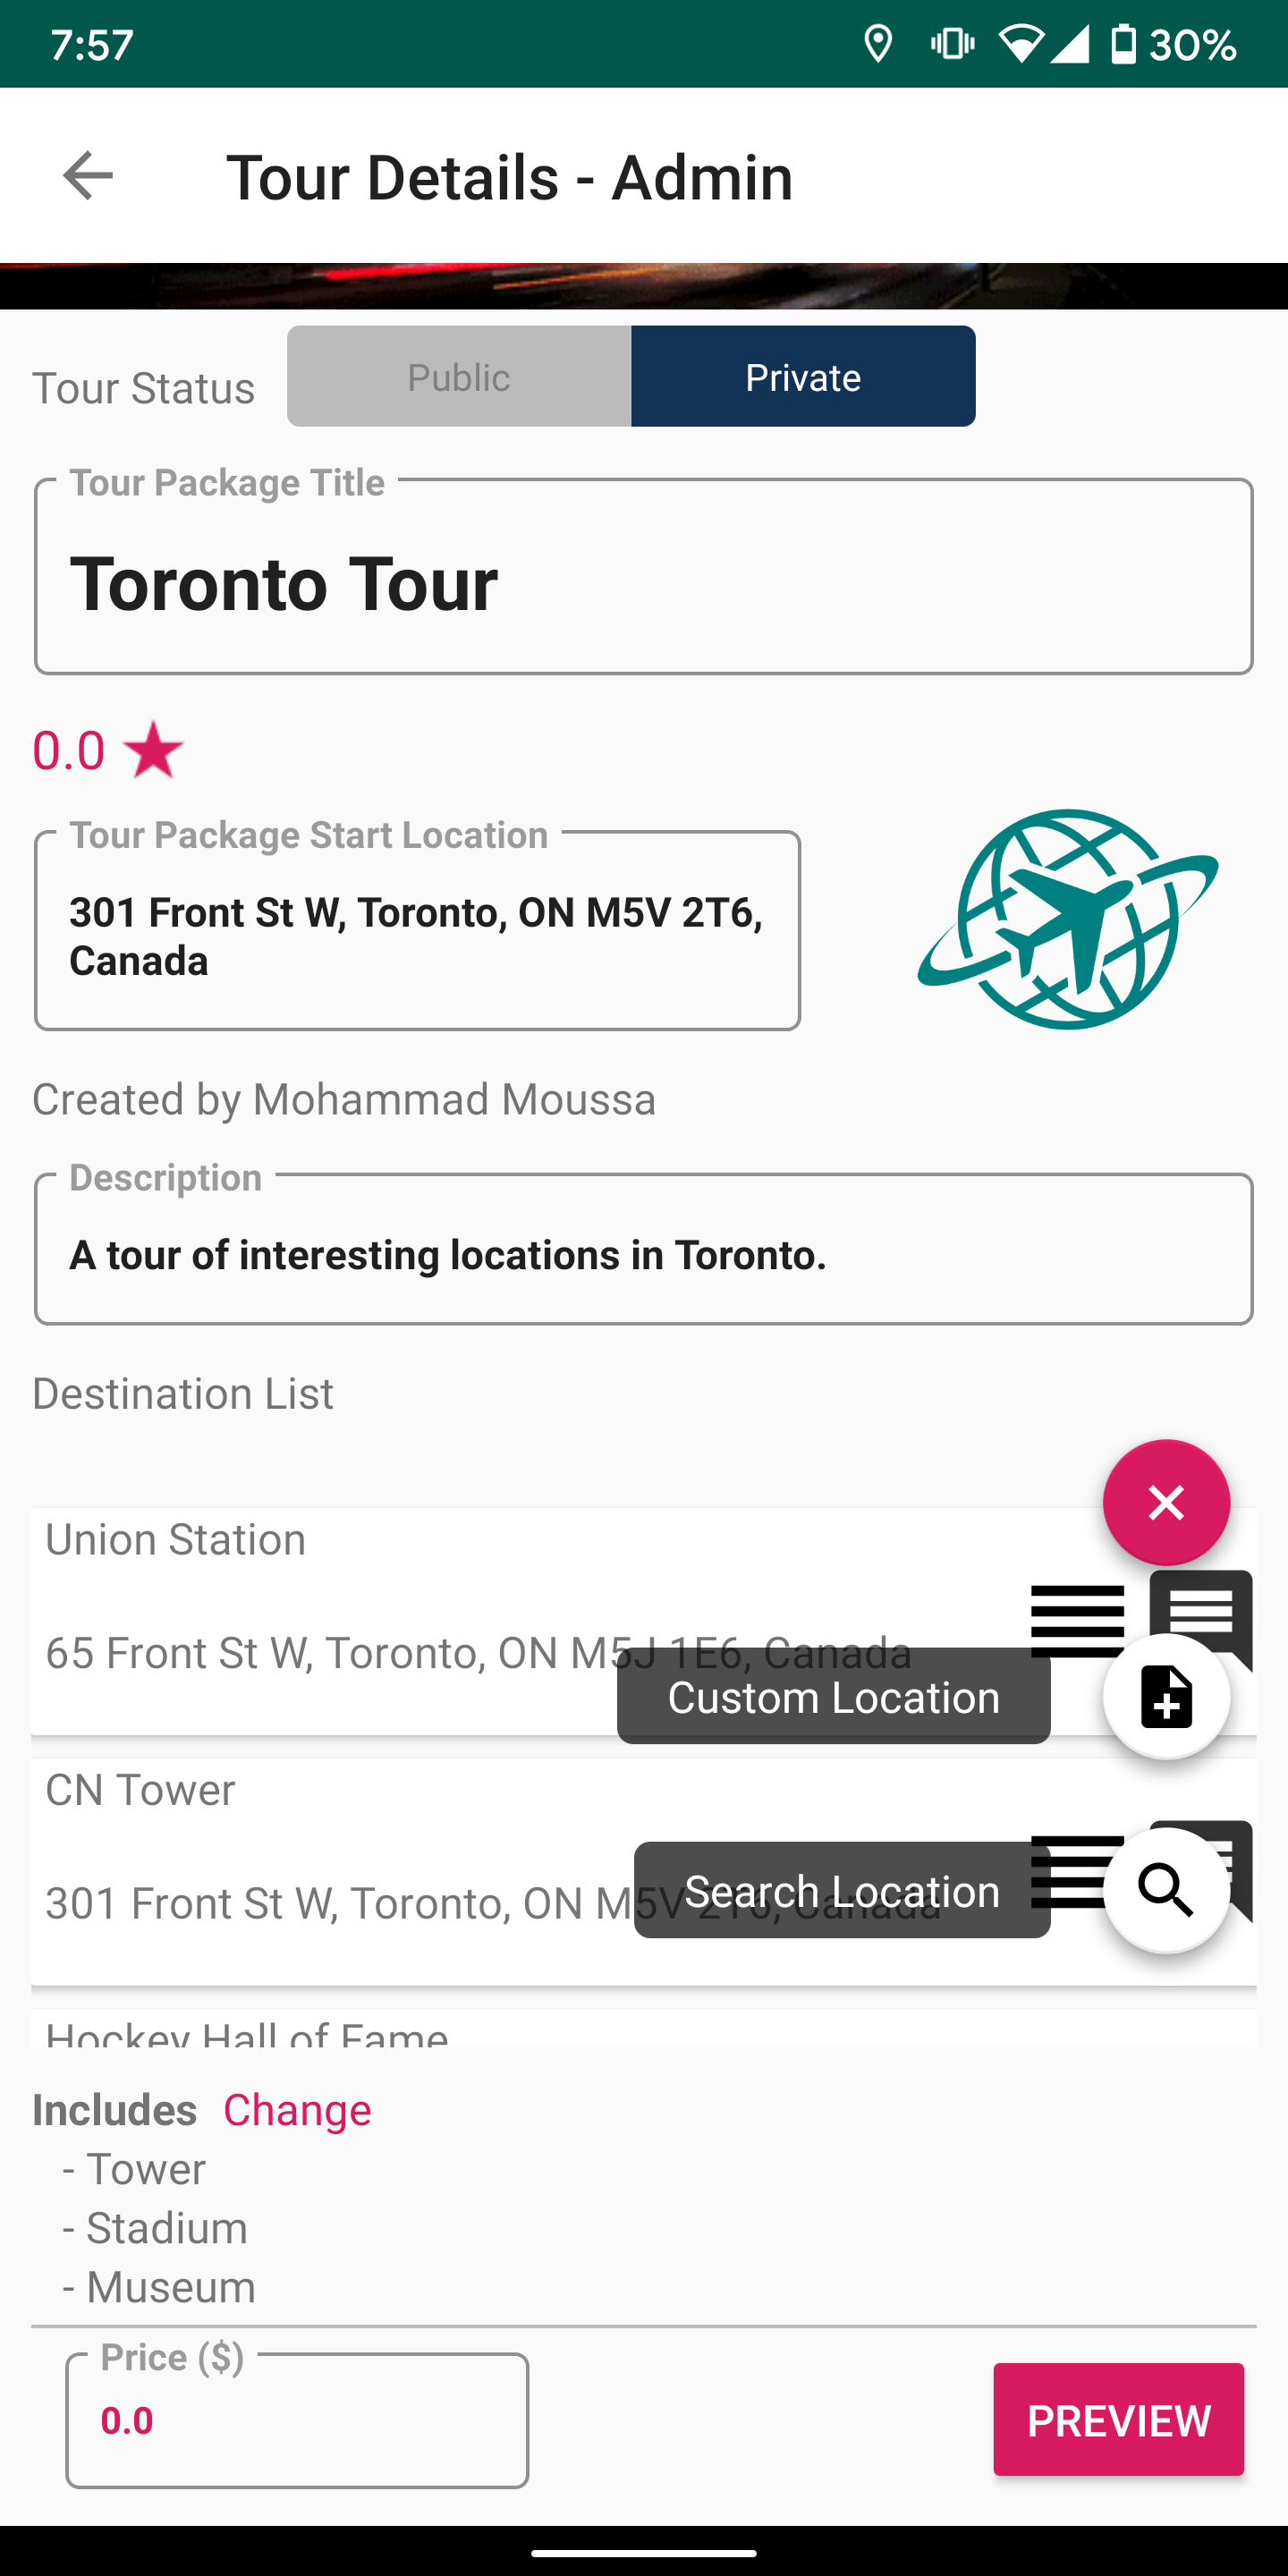 7:57
30%
Tour Details - Admin
Tour Status
Public
Private
Tour Package Title
Toronto Tour
0.0
Tour Package Start Location
301 Front St W, Toronto, ON M5V 2T6,
Canada
Created by Mohammad Moussa
Description
A tour of interesting locations in Toronto.
Destination List
Union Station
65 Front St W, Toronto, ON M5J 1E6, Canada
Custom Location
CN Tower
301 Front St W, Toronto, ON M5V 2T6, Canada
Search Location
Hockey Hall of Fame
Includes Change
- Tower
- Stadium
- Museum
Price ($)
0.0
PREVIEW